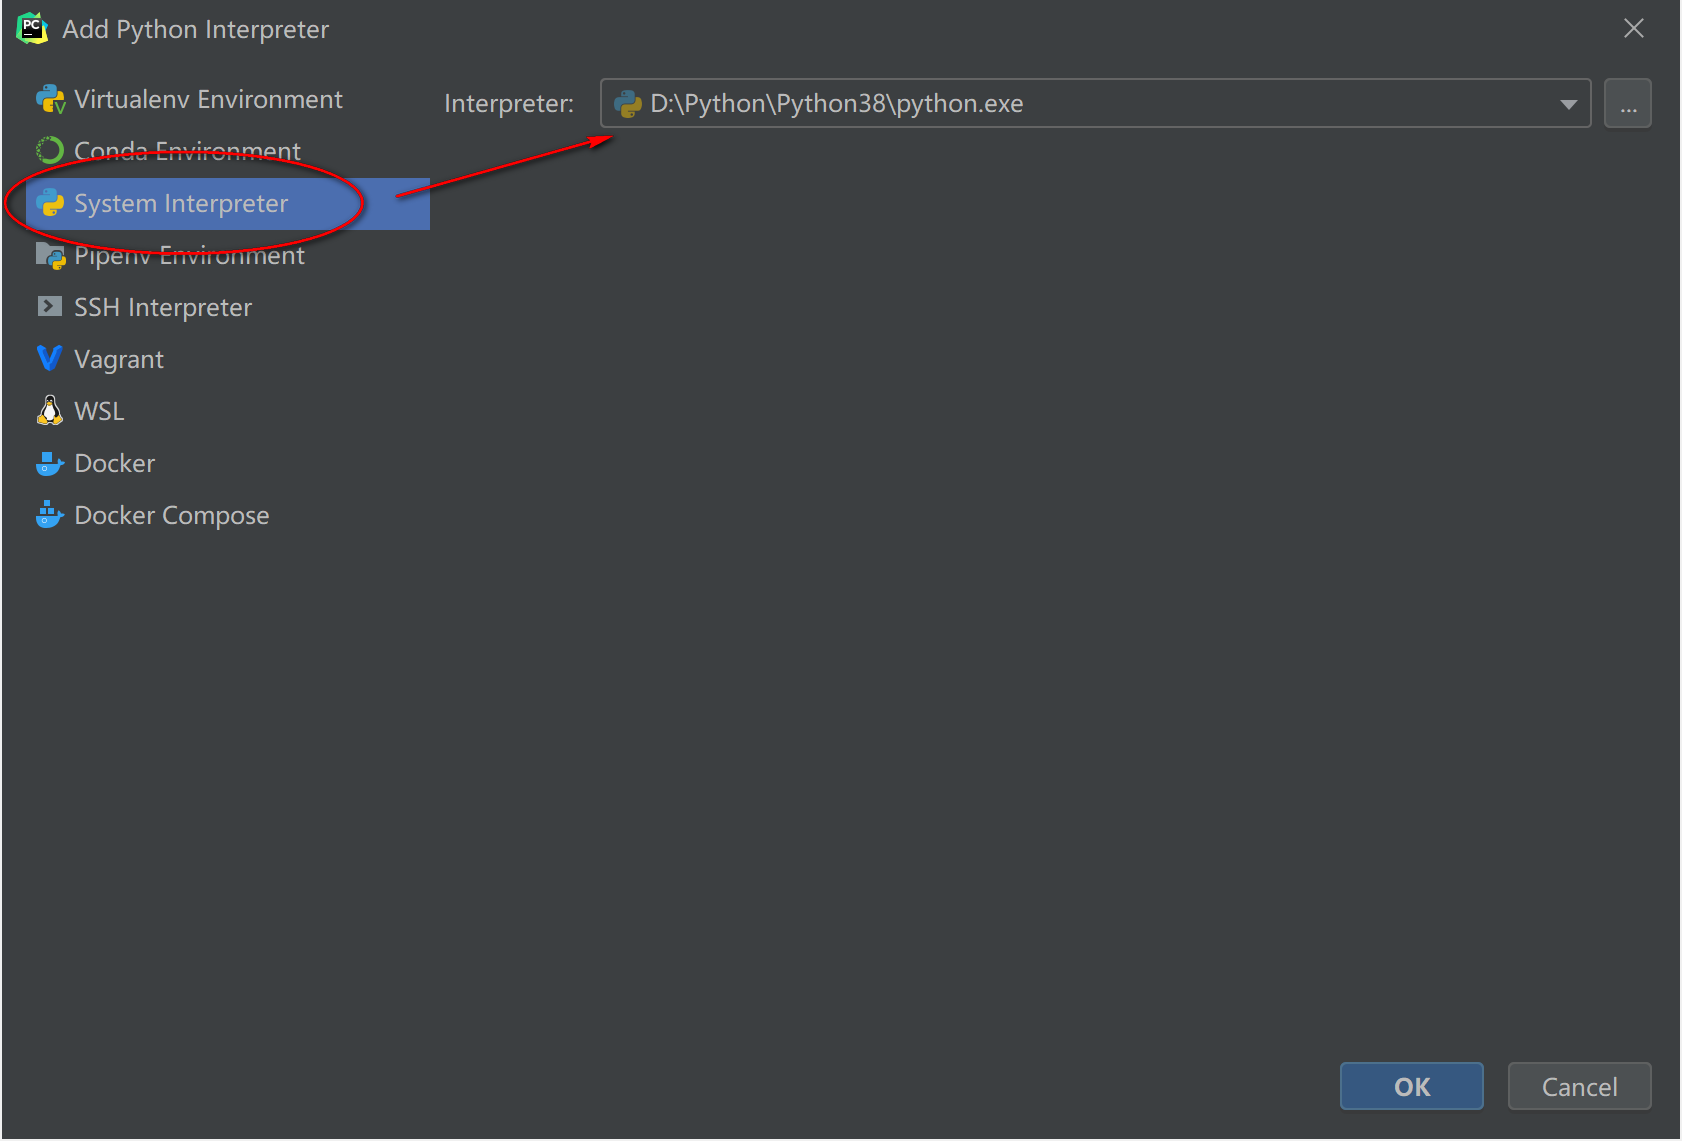 PC
Add Python Interpreter
Virtualenv Environment
Interpreter:
D:\Python\Python38\python.exe
...
Conda Environment
System Interpreter
Pipenv Environment
SSH Interpreter
Vagrant
WSL
Docker
Docker Compose
OK
Cancel